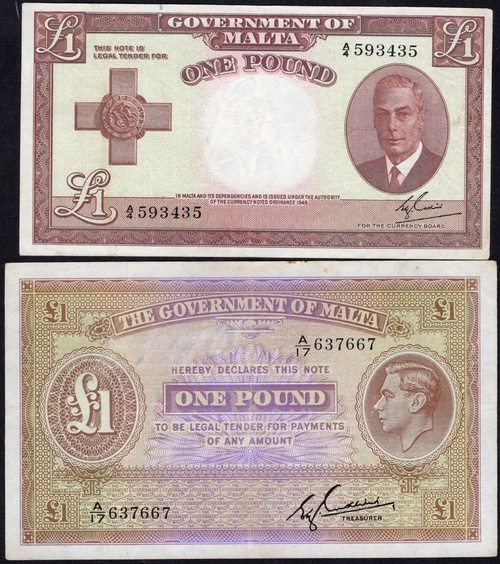 GOVERNMENT OF
MALTA
£1
£1
THIS NOTE IS
LEGAL TENDER FOR
A/4 593435
ONE POUND
£1
A/4 593435
IN MALTA AND ITS DEPENDENCIES AND IS ISSUED UNDER THE AUTHORITY
OF THE CURRENCY NOTES ORDINANCE 1949.
FOR THE CURRENCY BOARD.
THE GOVERNMENT OF MALTA
£1
£1
A/17 637667
HEREBY DECLARES THIS NOTE
£1
ONE POUND
TO BE LEGAL TENDER FOR PAYMENTS
OF ANY AMOUNT
A/17 637667
TREASURER
£1
£1